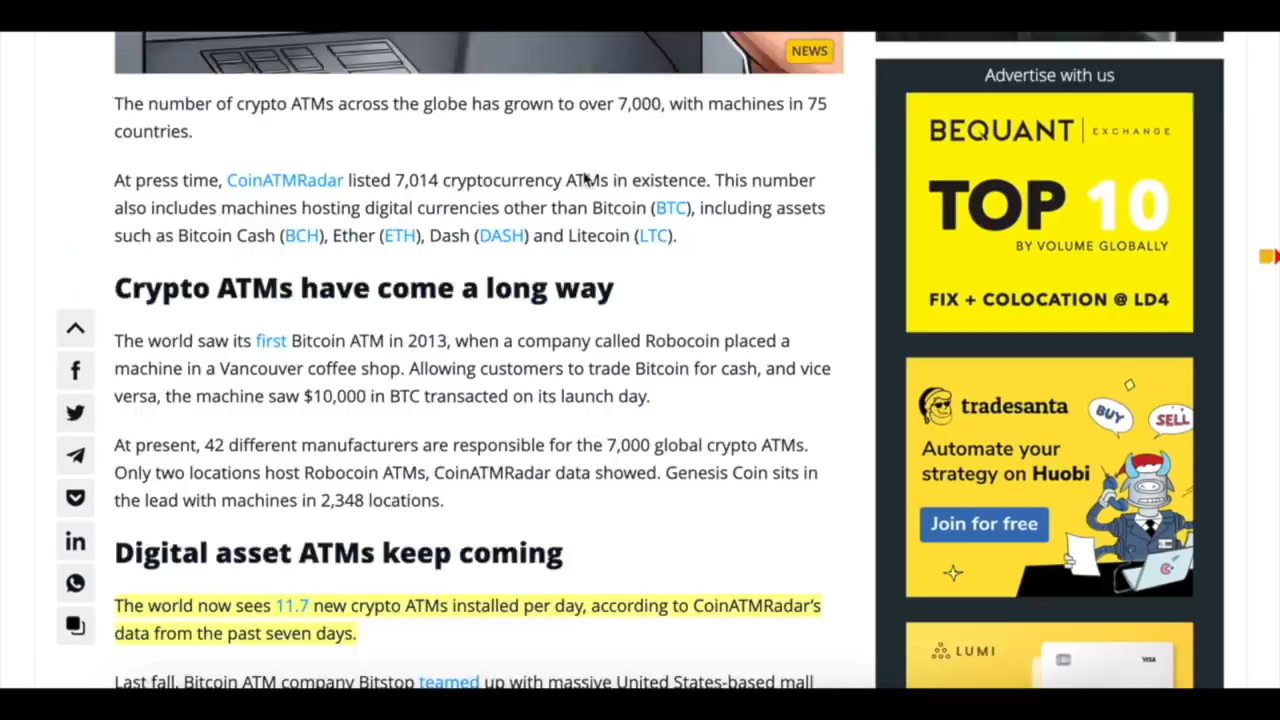 NEWS
The number of crypto ATMs across the globe has grown to over 7,000, with machines in 75
countries.
At press time, CoinATMRadar listed 7,014 cryptocurrency ATMs in existence. This number
also includes machines hosting digital currencies other than Bitcoin (BTC), including assets
such as Bitcoin Cash (BCH), Ether (ETH), Dash (DASH) and Litecoin (LTC).
Crypto ATMs have come a long way
The world saw its first Bitcoin ATM in 2013, when a company called Robocoin placed a
machine in a Vancouver coffee shop. Allowing customers to trade Bitcoin for cash, and vice
versa, the machine saw $10,000 in BTC transacted on its launch day.
At present, 42 different manufacturers are responsible for the 7,000 global crypto ATMs.
Only two locations host Robocoin ATMs, CoinATMRadar data showed. Genesis Coin sits in
the lead with machines in 2,348 locations.
Digital asset ATMs keep coming
The world now sees 11.7 new crypto ATMs installed per day, according to CoinATMRadar's
data from the past seven days.
Last fall, Bitcoin ATM company Bitstop teamed up with massive United States-based mall
Advertise with us
BEQUANT | EXCHANGE
TOP 10
BY VOLUME GLOBALLY
FIX + COLOCATION @ LD4
tradesanta
BUY
SELL
Automate your
strategy on Huobi
Join for free
LUMI
VISA